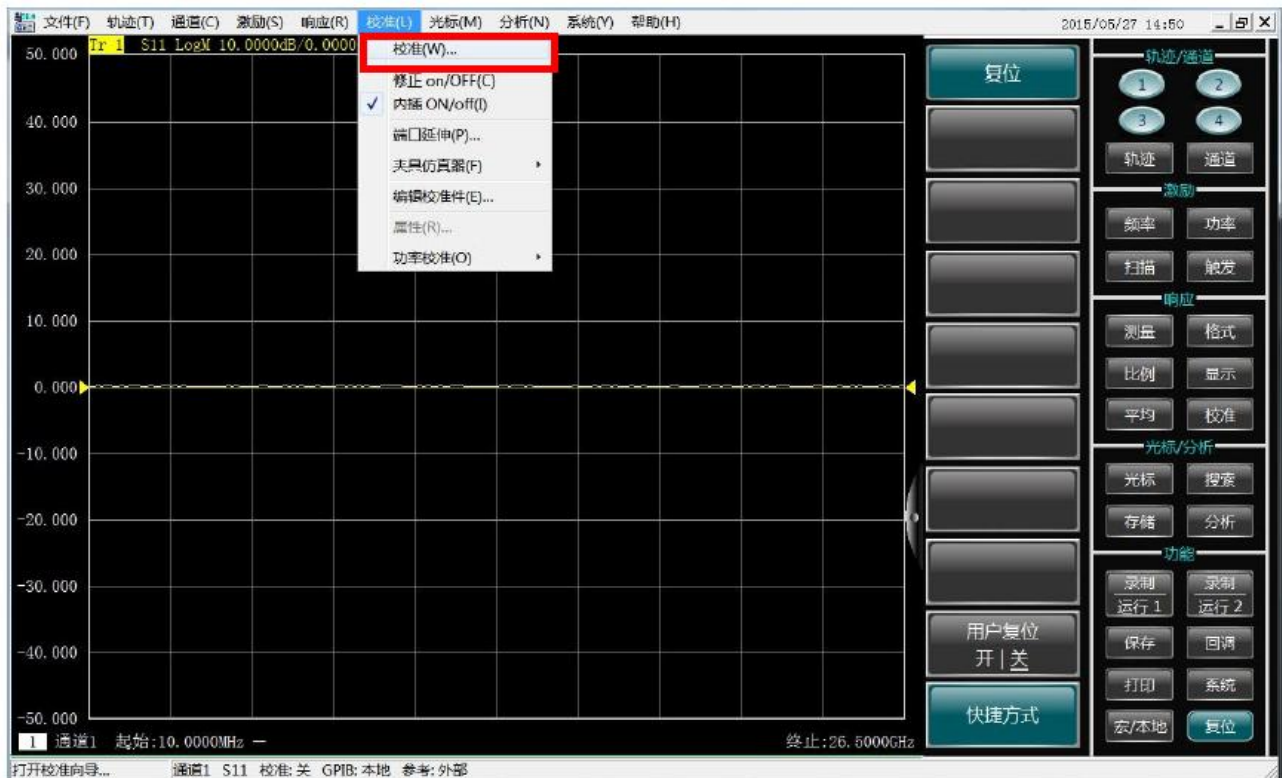 文件(F) 轨迹(T) 通道(C) 激励(S) 响应(R) 校准(L) 光标(M) 分析(N) 系统(Y) 帮助(H) 2015/05/27 14:50
Tr 1 S11 LogM 10.0000dB/0.0000
校准(W)...
修正 on/OFF(C)
内插 ON/off(I)
端口延伸(P)...
夹具仿真器(F)
编辑校准件(E)...
属性(R)...
功率校准(O)
50.000
40.000
30.000
20.000
10.000
0.000
-10.000
-20.000
-30.000
-40.000
-50.000
1 通道1 起始:10.0000MHz — 终止:26.5000GHz
打开校准向导... 通道1 S11 校准:关 GPIB:本地 参考:外部
复位
用户复位
开|关
快捷方式
轨迹/通道
1 2
3 4
轨迹 通道
激励
频率 功率
扫描 触发
响应
测量 格式
比例 显示
平均 校准
光标/分析
光标 搜索
存储 分析
功能
录制 录制
运行 1 运行 2
保存 回调
打印 系统
宏/本地 复位